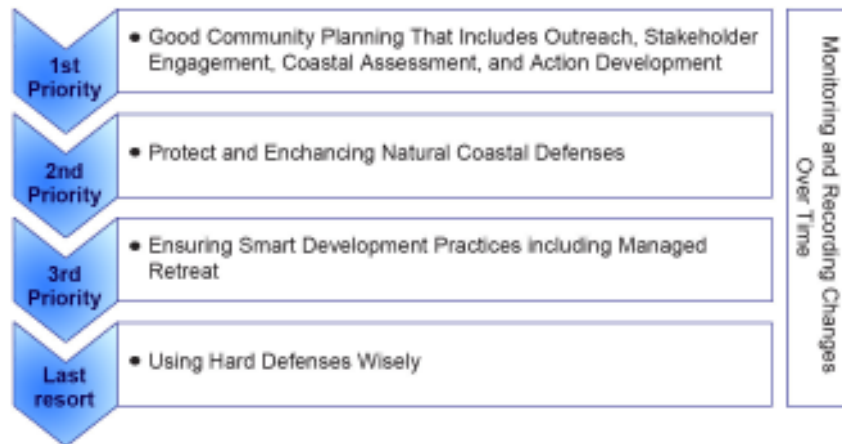 1st
Priority
• Good Community Planning That Includes Outreach, Stakeholder
Engagement, Coastal Assessment, and Action Development
2nd
Priority
• Protect and Enchancing Natural Coastal Defenses
3rd
Priority
• Ensuring Smart Development Practices including Managed
Retreat
Last
resort
• Using Hard Defenses Wisely
Monitoring and Recording Changes
Over Time